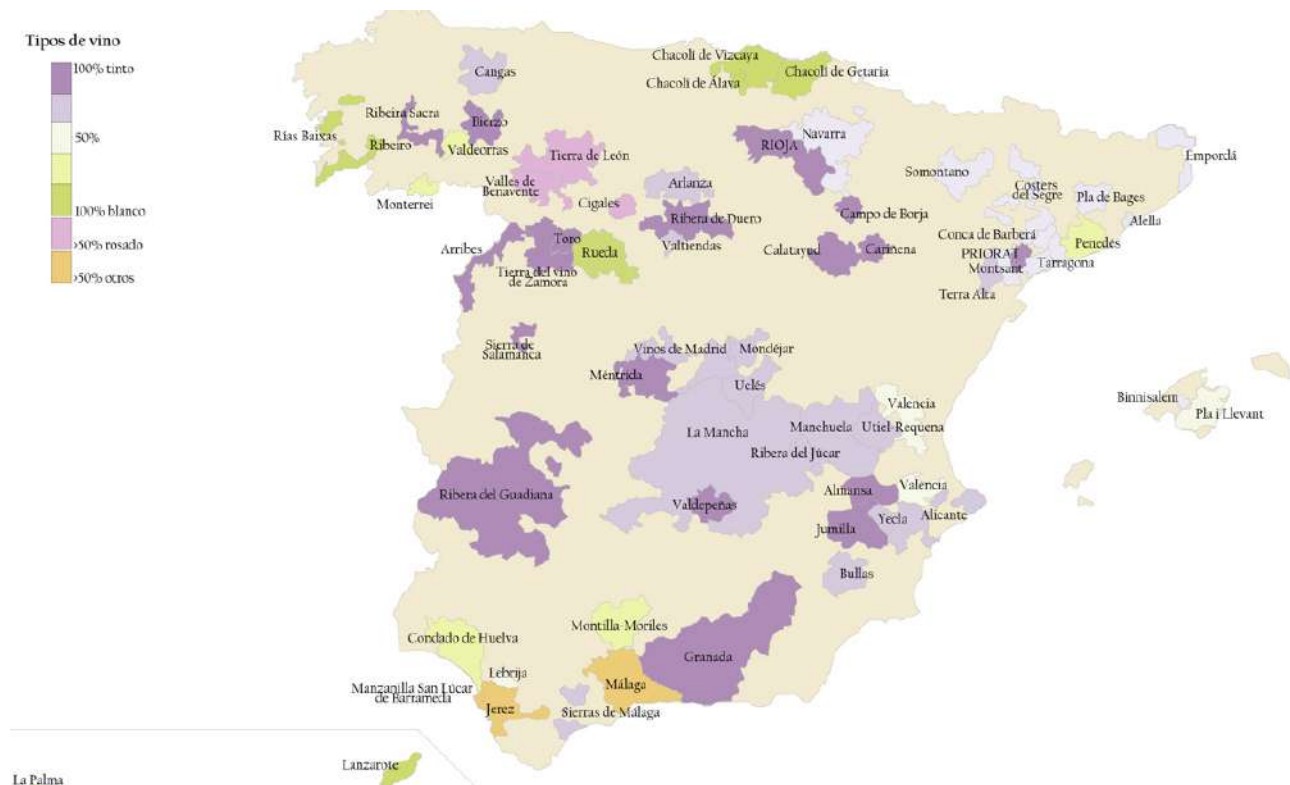 Tipos de vino
100% tinto
50%
100% blanco
>50% rosado
>50% otros
Cangas
Chacolí de Vizcaya
Chacolí de Álava
Chacolí de Getaria
Ribeira Sacra
Bierzo
Rías Baixas
Ribeiro
Valdeorras
Monterrei
Tierra de León
Valles de
Benavente
Cigales
Arlanza
Ribera de Duero
Valtiendas
RIOJA
Navarra
Campo de Borja
Calatayud
Cariñena
Somontano
Costers
del Segre
Empordá
Pla de Bages
Alella
Conca de Barberá
Penedés
PRIORAT
Montsant
Tarragona
Terra Alta
Arribes
Toro
Tierra del vino
de Zamora
Rueda
Sierra de
Salamanca
Vinos de Madrid
Mondéjar
Méntrida
Uclés
La Mancha
Manchuela
Valencia
Utiel-Requena
Ribera del Júcar
Binnisalem
Pla i Llevant
Ribera del Guadiana
Valdepeñas
Almansa
Valencia
Jumilla
Yecla
Alicante
Bullas
Condado de Huelva
Montilla-Moriles
Granada
Lebrija
Manzanilla San Lúcar
de Barrameda
Jerez
Málaga
Sierras de Málaga
Lanzarote
La Palma